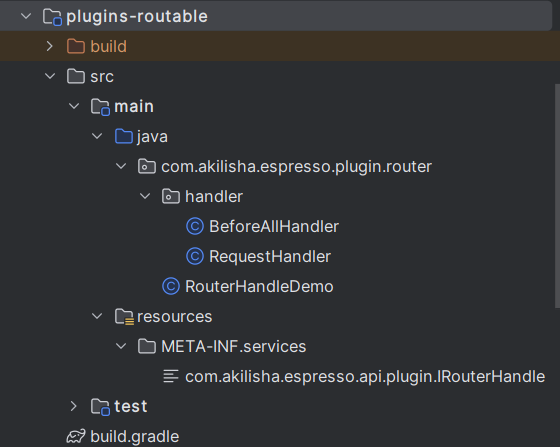 plugins-routable
build
src
main
java
com.akilisha.espresso.plugin.router
handler
BeforeAllHandler
RequestHandler
RouterHandleDemo
resources
META-INF.services
com.akilisha.espresso.api.plugin.IRouterHandle
test
build.gradle